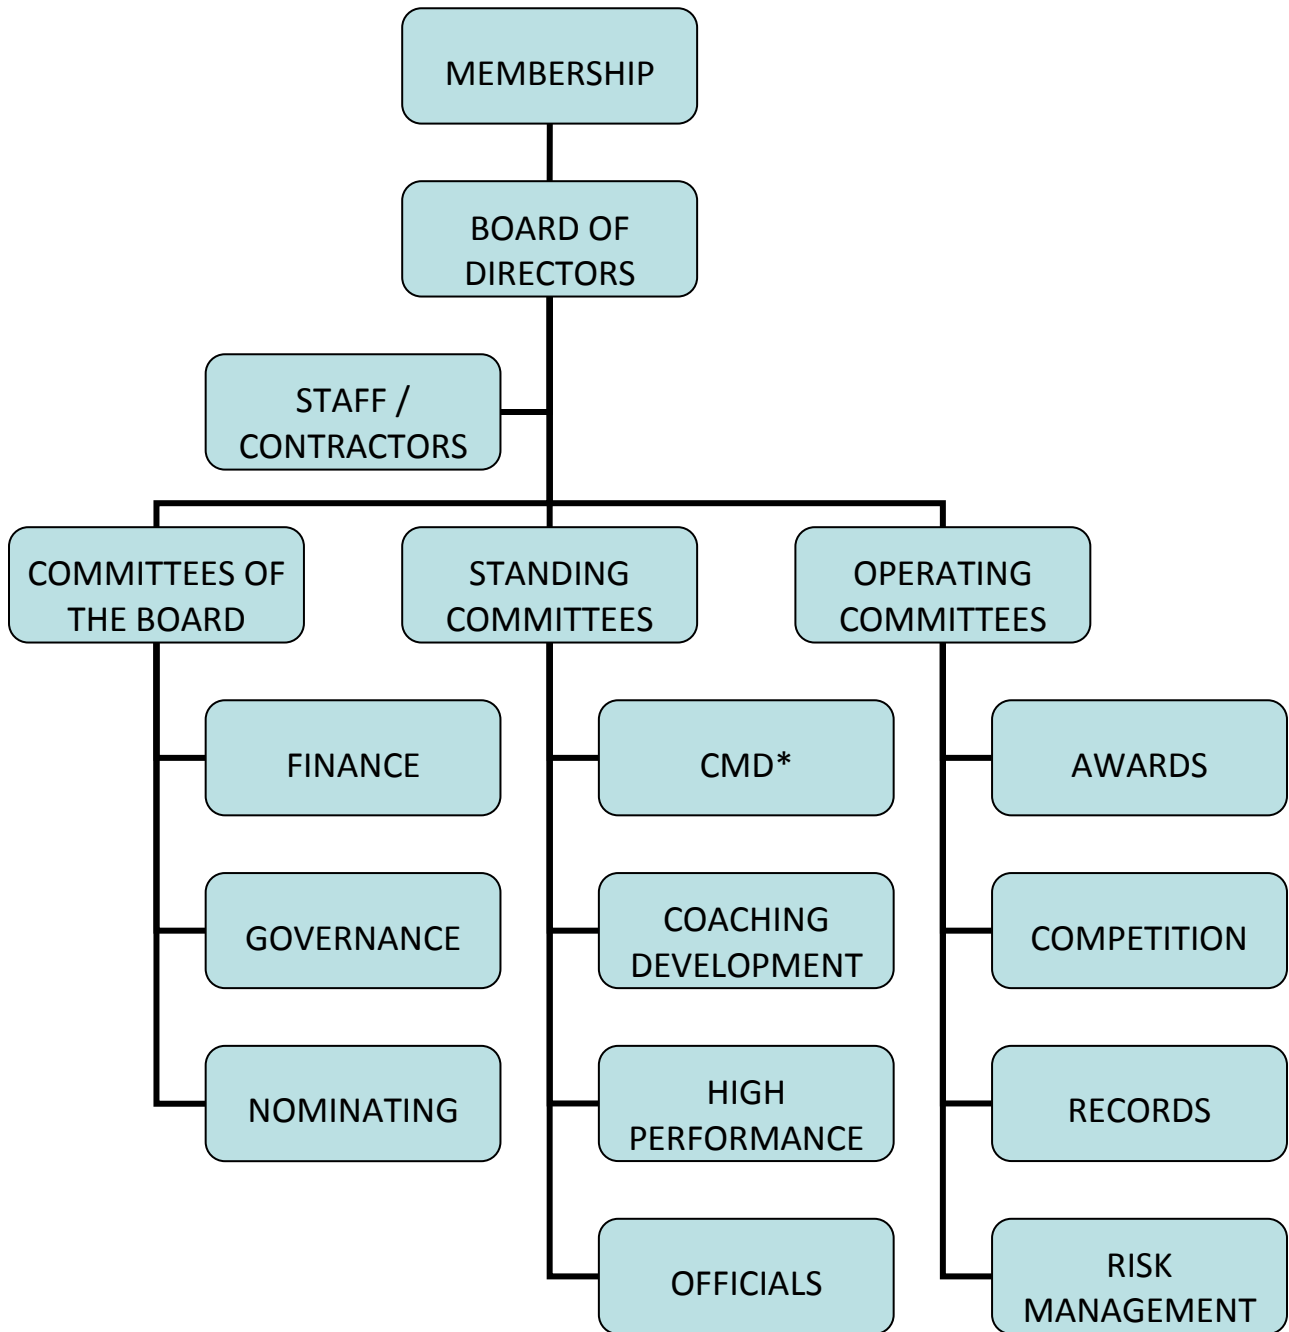 MEMBERSHIP
BOARD OF
DIRECTORS
STAFF /
CONTRACTORS
COMMITTEES OF
THE BOARD
STANDING
COMMITTEES
OPERATING
COMMITTEES
FINANCE
GOVERNANCE
NOMINATING
CMD*
COACHING
DEVELOPMENT
HIGH
PERFORMANCE
OFFICIALS
AWARDS
COMPETITION
RECORDS
RISK
MANAGEMENT